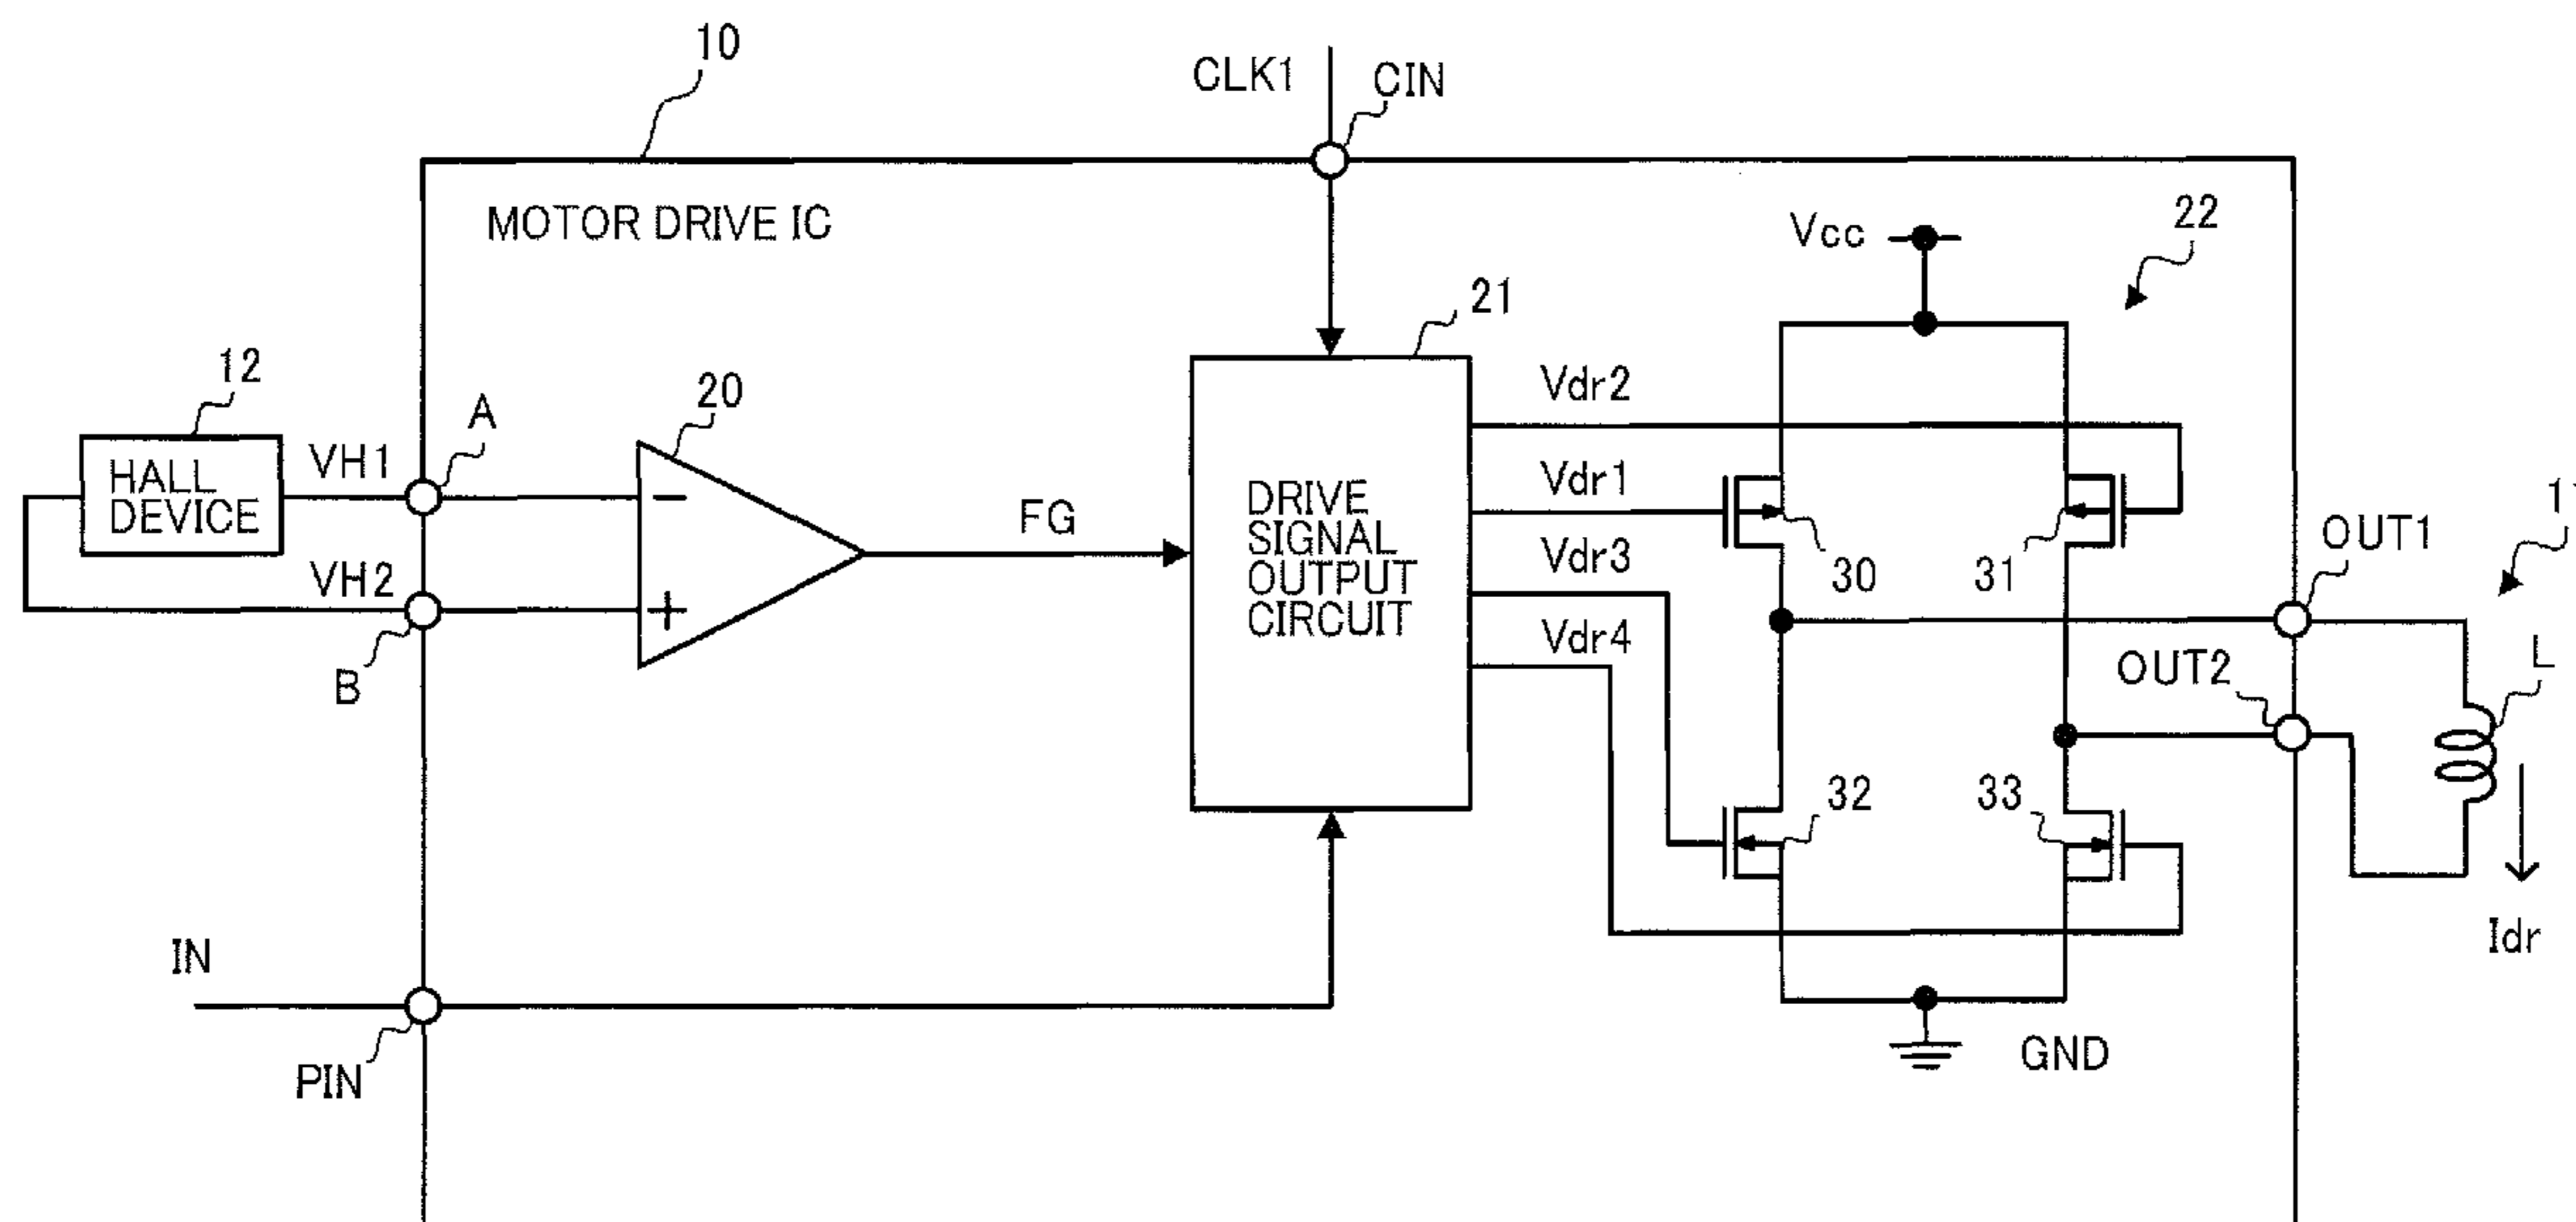 10
CLK1
CIN
MOTOR DRIVE IC
Vcc
22
12
A
20
21
HALL
DEVICE
VH1
VH2
B
−
+
FG
DRIVE
SIGNAL
OUTPUT
CIRCUIT
Vdr2
Vdr1
Vdr3
Vdr4
30
31
32
33
OUT1
OUT2
L
Idr
IN
PIN
GND